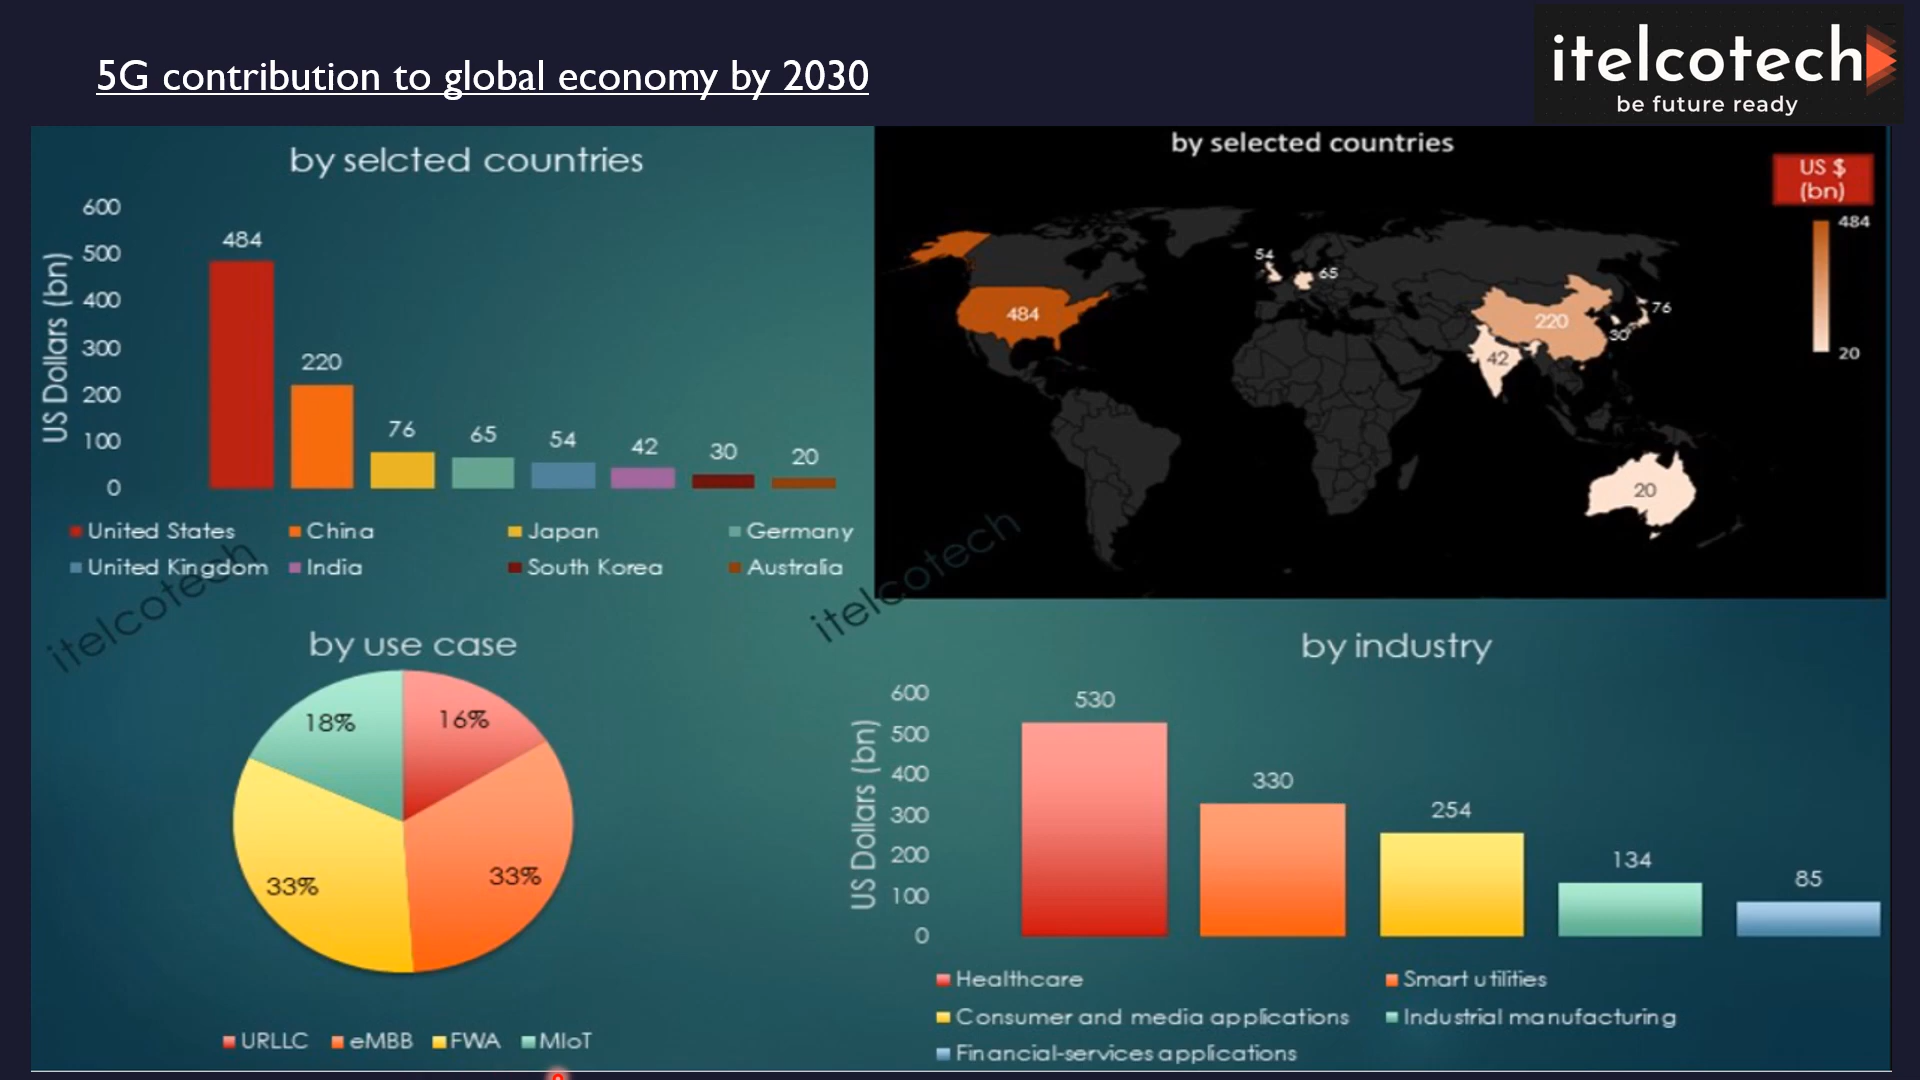 5G contribution to global economy by 2030
itelcotech
be future ready
by selcted countries
US Dollars (bn)
600
500
400
300
200
100
0
484
220
76
65
54
42
30
20
United States
China
Japan
Germany
United Kingdom
India
South Korea
Australia
by selected countries
US $
(bn)
484
20
484
54
65
220
76
30
42
20
itelcotech
itelcotech
by use case
18%
16%
33%
33%
URLLC
eMBB
FWA
MIoT
by industry
US Dollars (bn)
600
500
400
300
200
100
0
530
330
254
134
85
Healthcare
Smart utilities
Consumer and media applications
Industrial manufacturing
Financial-services applications